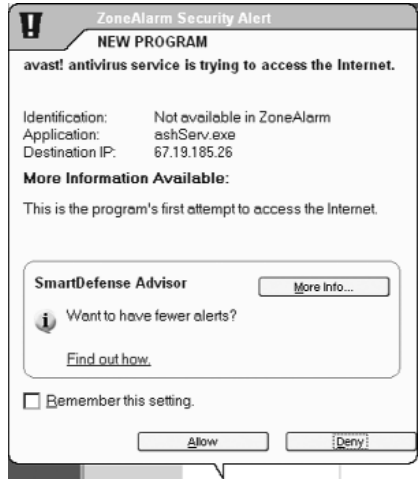 ZoneAlarm Security Alert
NEW PROGRAM
avast! antivirus service is trying to access the Internet.
Identification: Not available in ZoneAlarm
Application: ashServ.exe
Destination IP: 67.19.185.26
More Information Available:
This is the program's first attempt to access the Internet.
SmartDefense Advisor
More Info...
Want to have fewer alerts?
Find out how.
Remember this setting.
Allow Deny